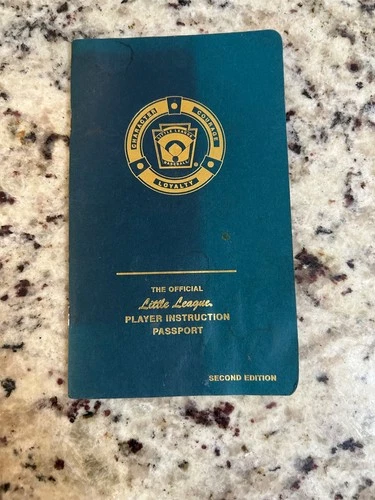 CHARACTER
COURAGE
LITTLE LEAGUE
BASEBALL
LOYALTY
THE OFFICIAL
Little League
PLAYER INSTRUCTION
PASSPORT
SECOND EDITION